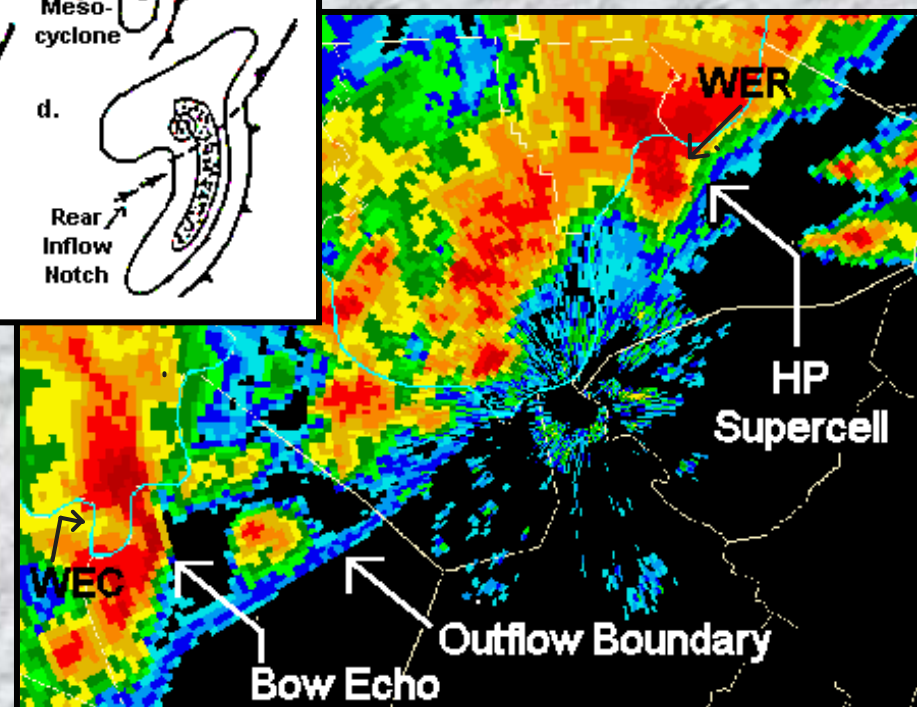 Meso-
cyclone
d.
Rear
Inflow
Notch
WER
HP
Supercell
WEC
Outflow Boundary
Bow Echo